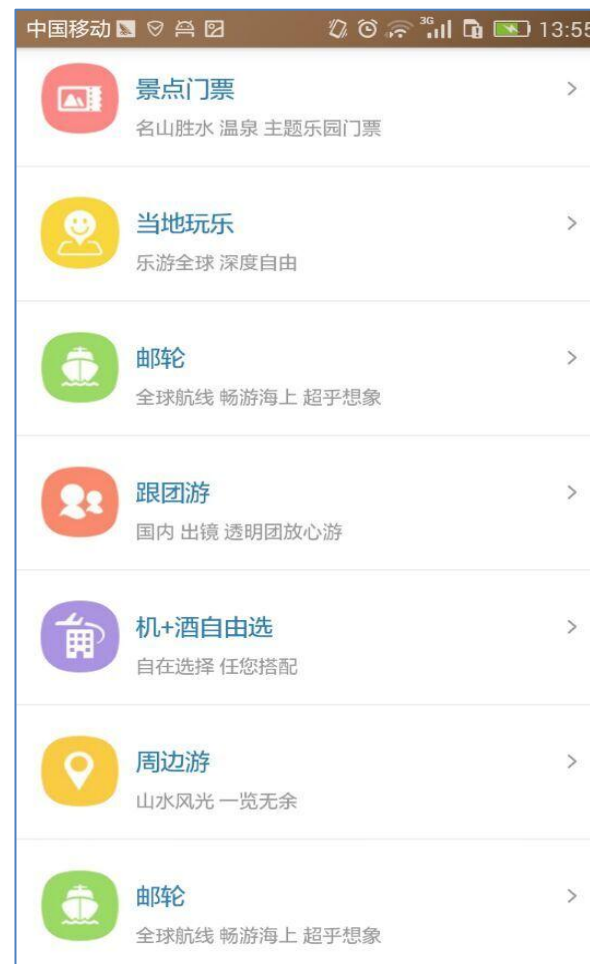 中国移动 3G 13:55
景点门票
名山胜水 温泉 主题乐园门票
当地玩乐
乐游全球 深度自由
邮轮
全球航线 畅游海上 超乎想象
跟团游
国内 出镜 透明团放心游
机+酒自由选
自在选择 任您搭配
周边游
山水风光 一览无余
邮轮
全球航线 畅游海上 超乎想象